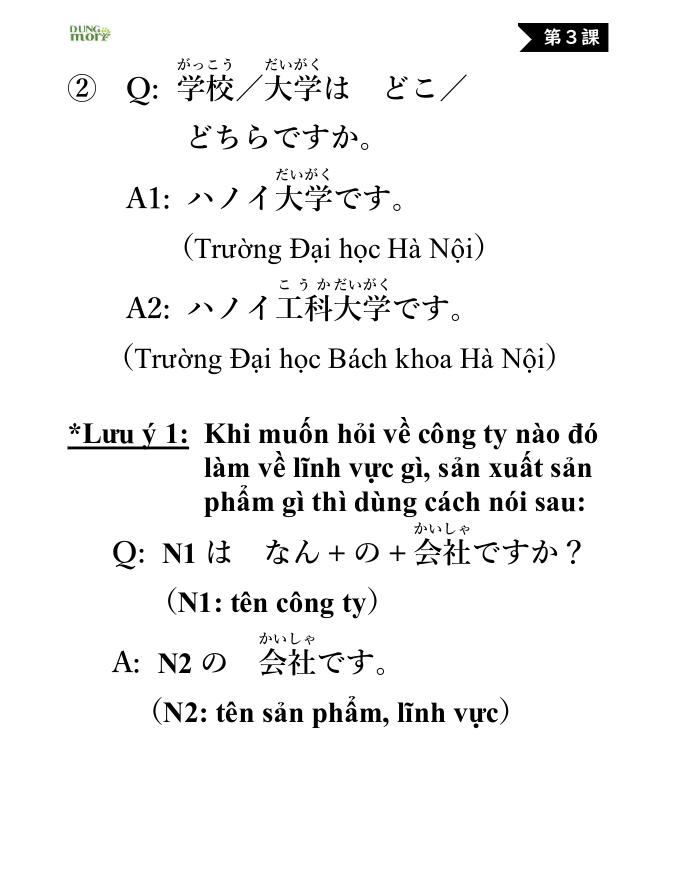 DUNG
mori
第３課
がっこう だいがく
② Q: 学校／大学は　どこ／
どちらですか。
だいがく
A1: ハノイ大学です。
（Trường Đại học Hà Nội）
こうかだいがく
A2: ハノイ工科大学です。
（Trường Đại học Bách khoa Hà Nội）
*Lưu ý 1: Khi muốn hỏi về công ty nào đó
làm về lĩnh vực gì, sản xuất sản
phẩm gì thì dùng cách nói sau:
かいしゃ
Q: N1 は　なん + の + 会社ですか？
（N1: tên công ty）
かいしゃ
A: N2 の　会社です。
（N2: tên sản phẩm, lĩnh vực）